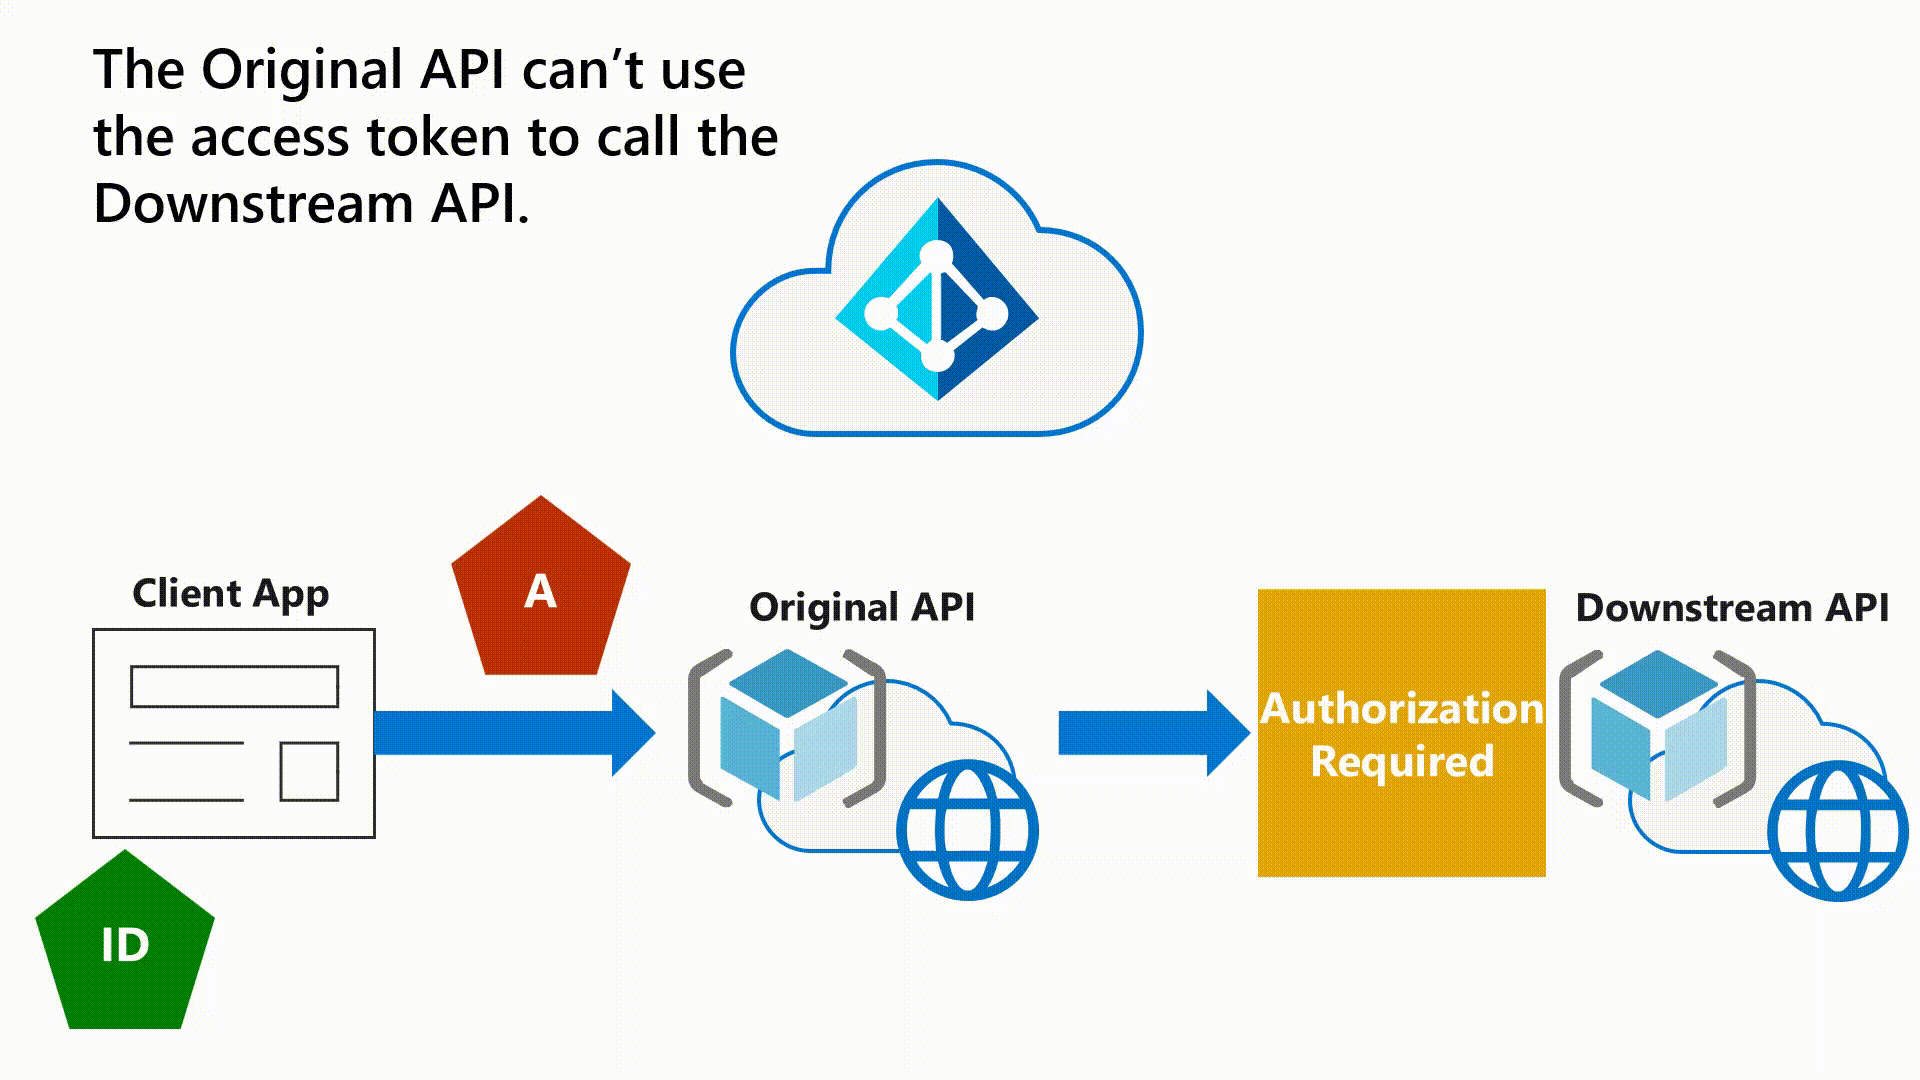 The Original API can’t use
the access token to call the
Downstream API.
A
Client App
Original API
Downstream API
Authorization
Required
ID